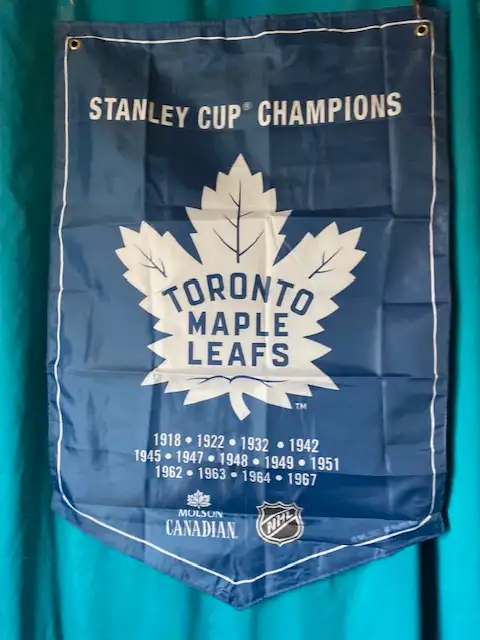 STANLEY CUP® CHAMPIONS
TORONTO
MAPLE
LEAFS
TM
1918 • 1922 • 1932 • 1942
1945 • 1947 • 1948 • 1949 • 1951
1962 • 1963 • 1964 • 1967
MOLSON
CANADIAN
NHL